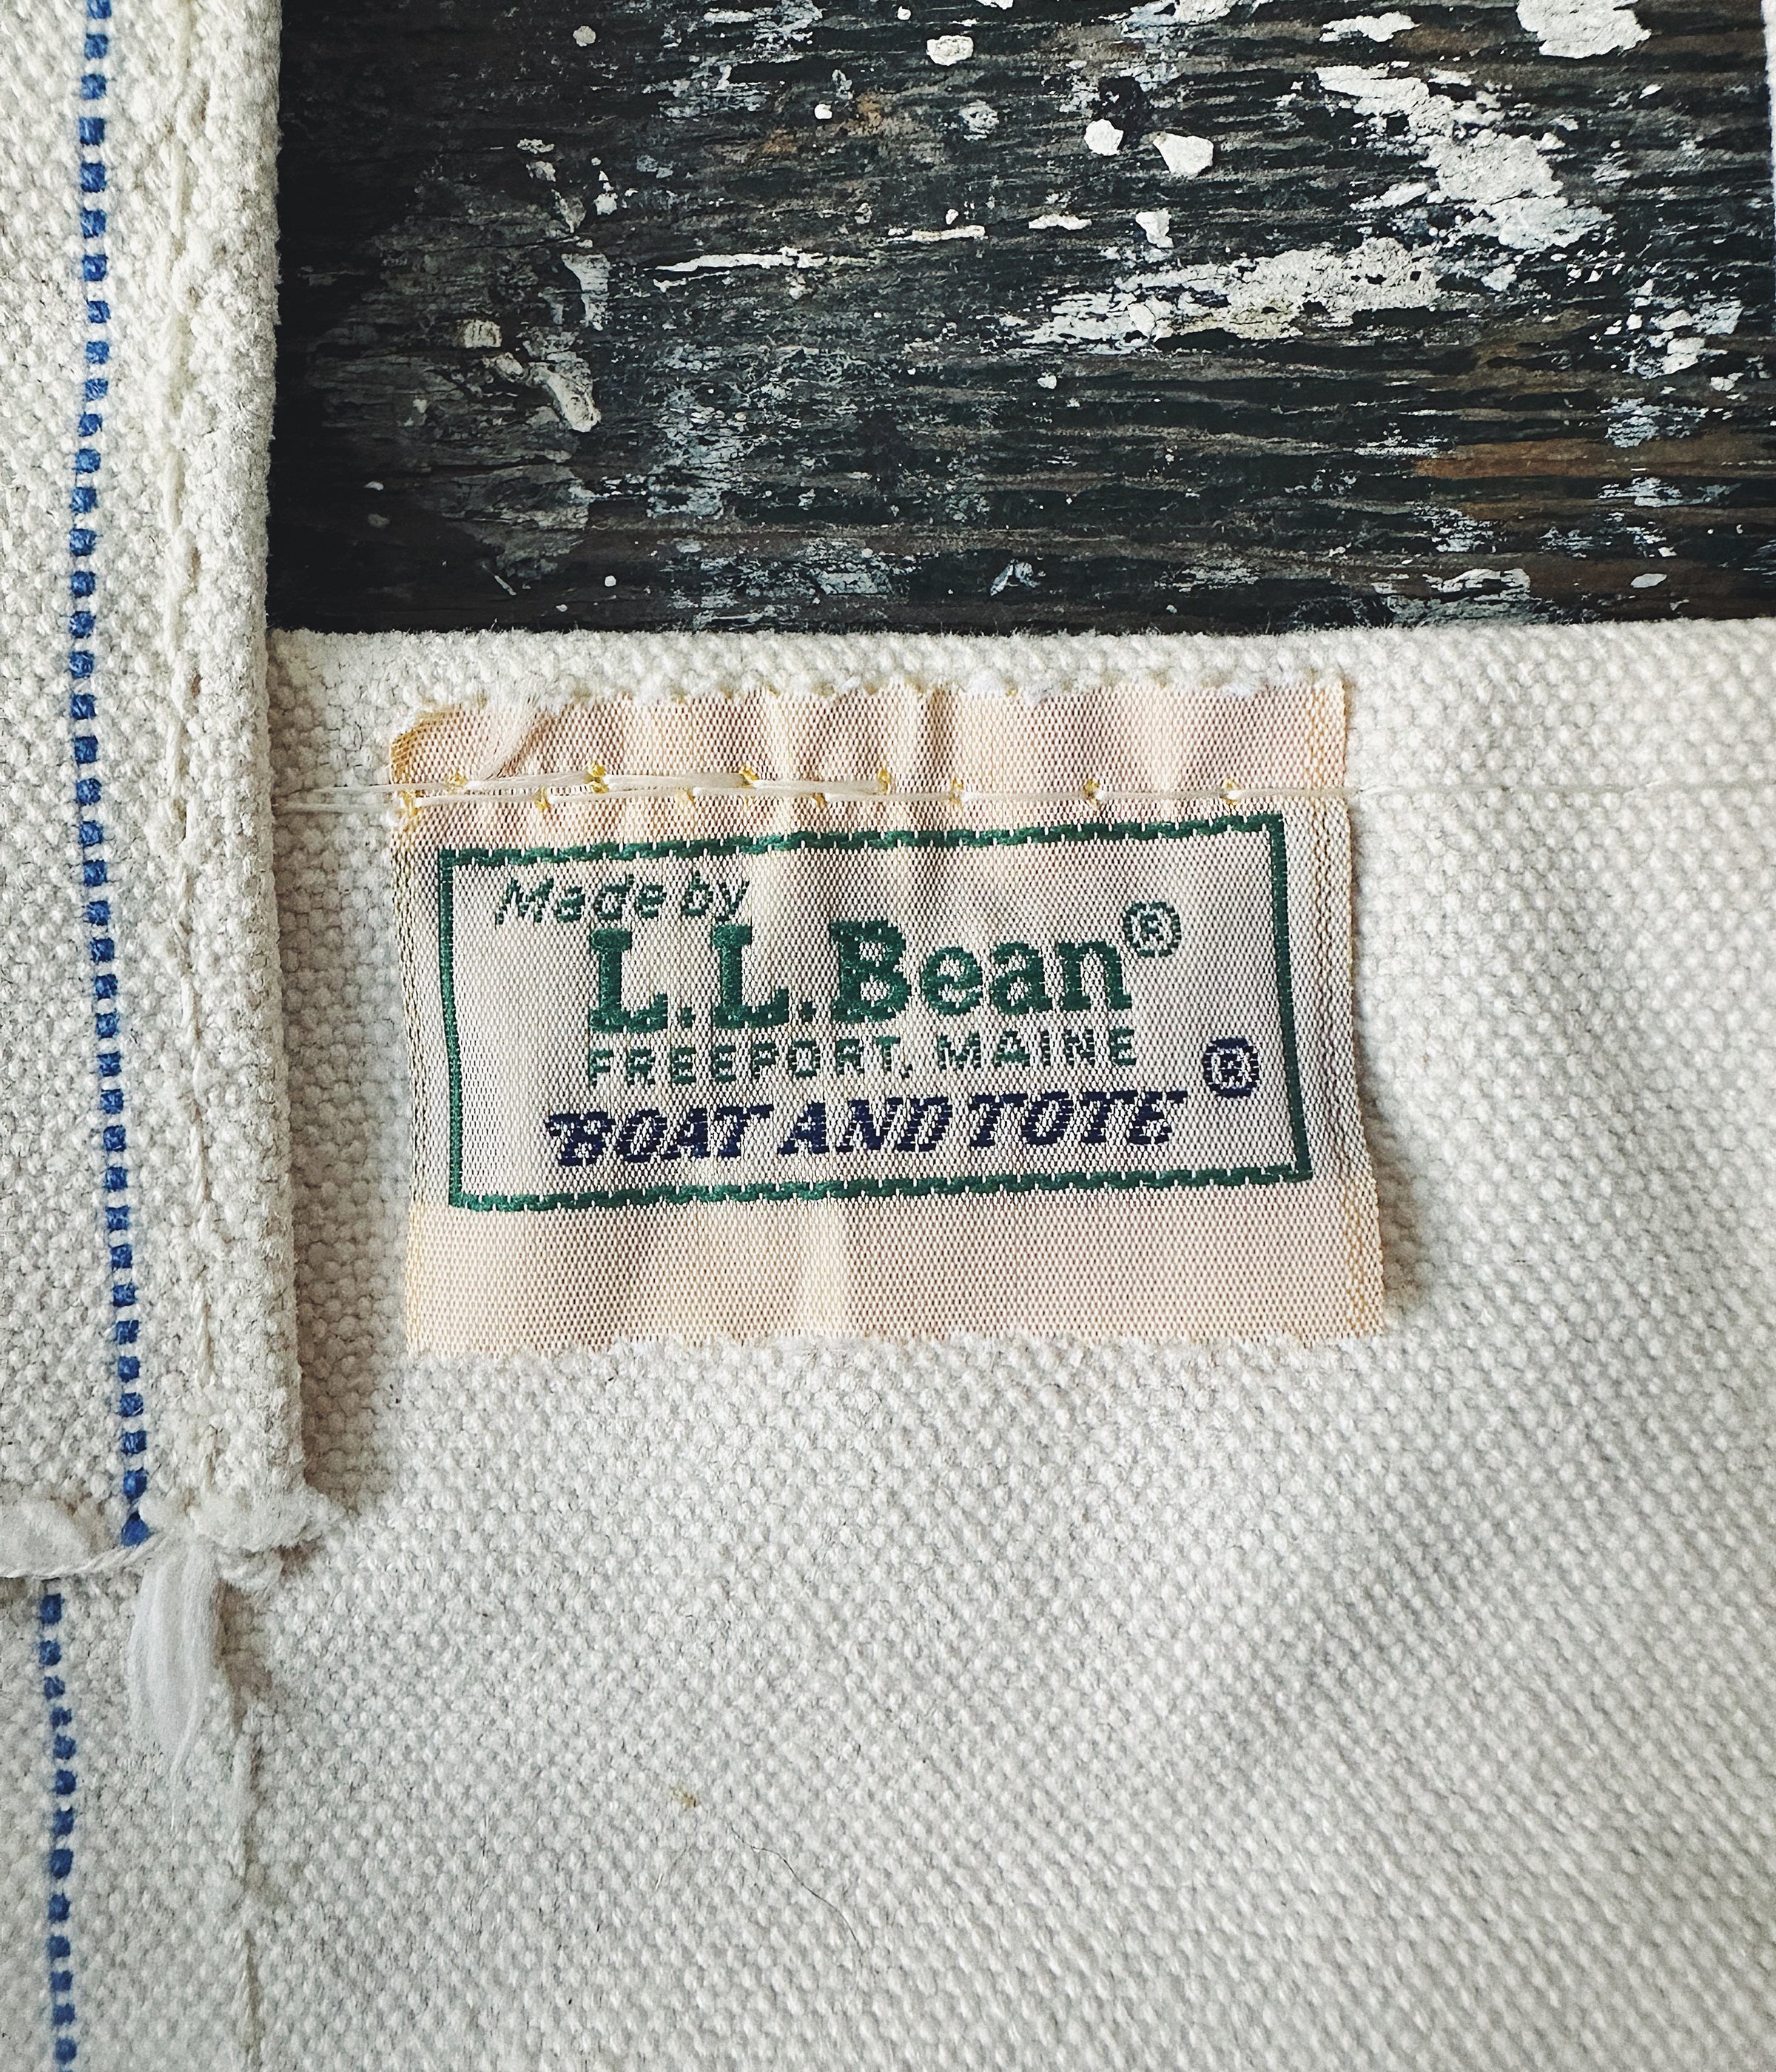 Made by
L.L.Bean®
FREEPORT, MAINE
BOAT AND TOTE®